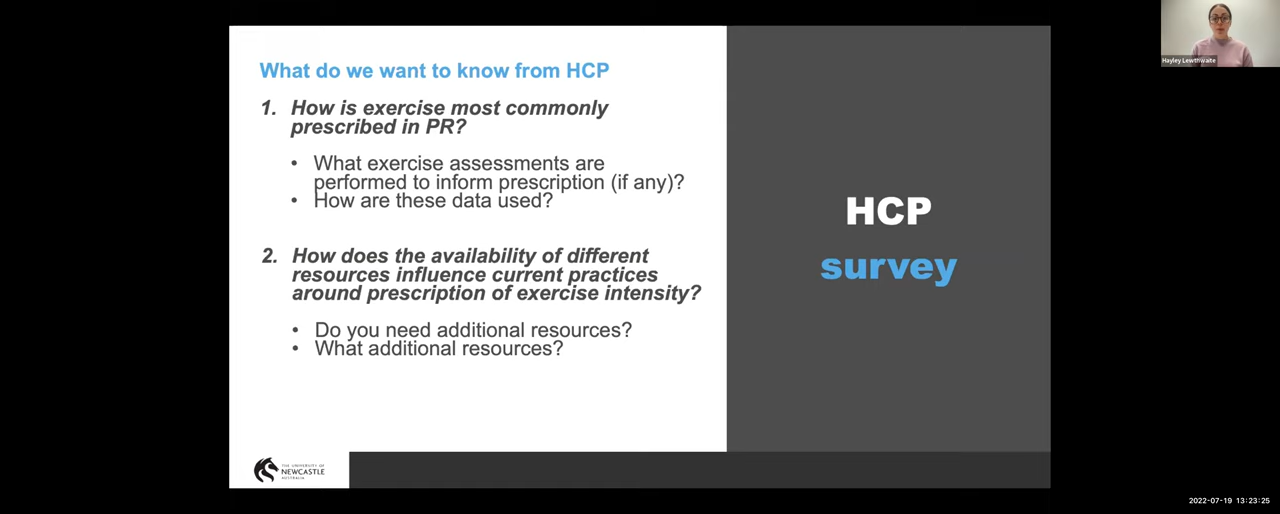 What do we want to know from HCP
1. How is exercise most commonly
prescribed in PR?
• What exercise assessments are
performed to inform prescription (if any)?
• How are these data used?
2. How does the availability of different
resources influence current practices
around prescription of exercise intensity?
• Do you need additional resources?
• What additional resources?
HCP
survey
THE UNIVERSITY OF
NEWCASTLE
AUSTRALIA
Hayley Lewthwaite
2022-07-19 13:23:25